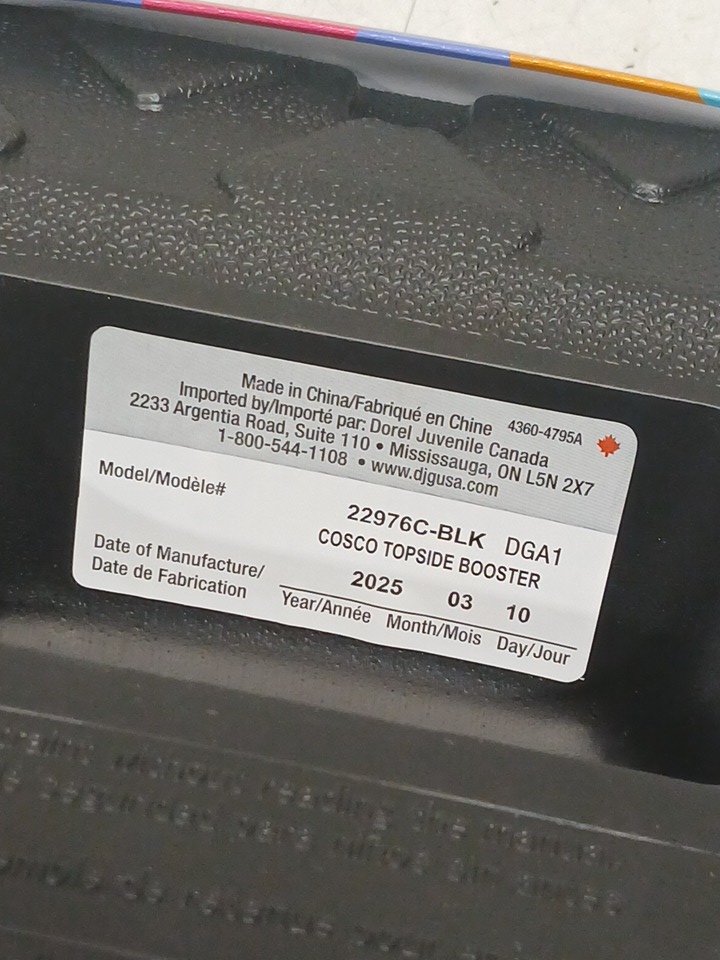 Made in China/Fabriqué en Chine 4360-4795A
Imported by/Importé par: Dorel Juvenile Canada
2233 Argentia Road, Suite 110 • Mississauga, ON L5N 2X7
1-800-544-1108 • www.djgusa.com
Model/Modèle#
22976C-BLK DGA1
COSCO TOPSIDE BOOSTER
Date of Manufacture/
Date de Fabrication
2025 03 10
Year/Année Month/Mois Day/Jour
reading the